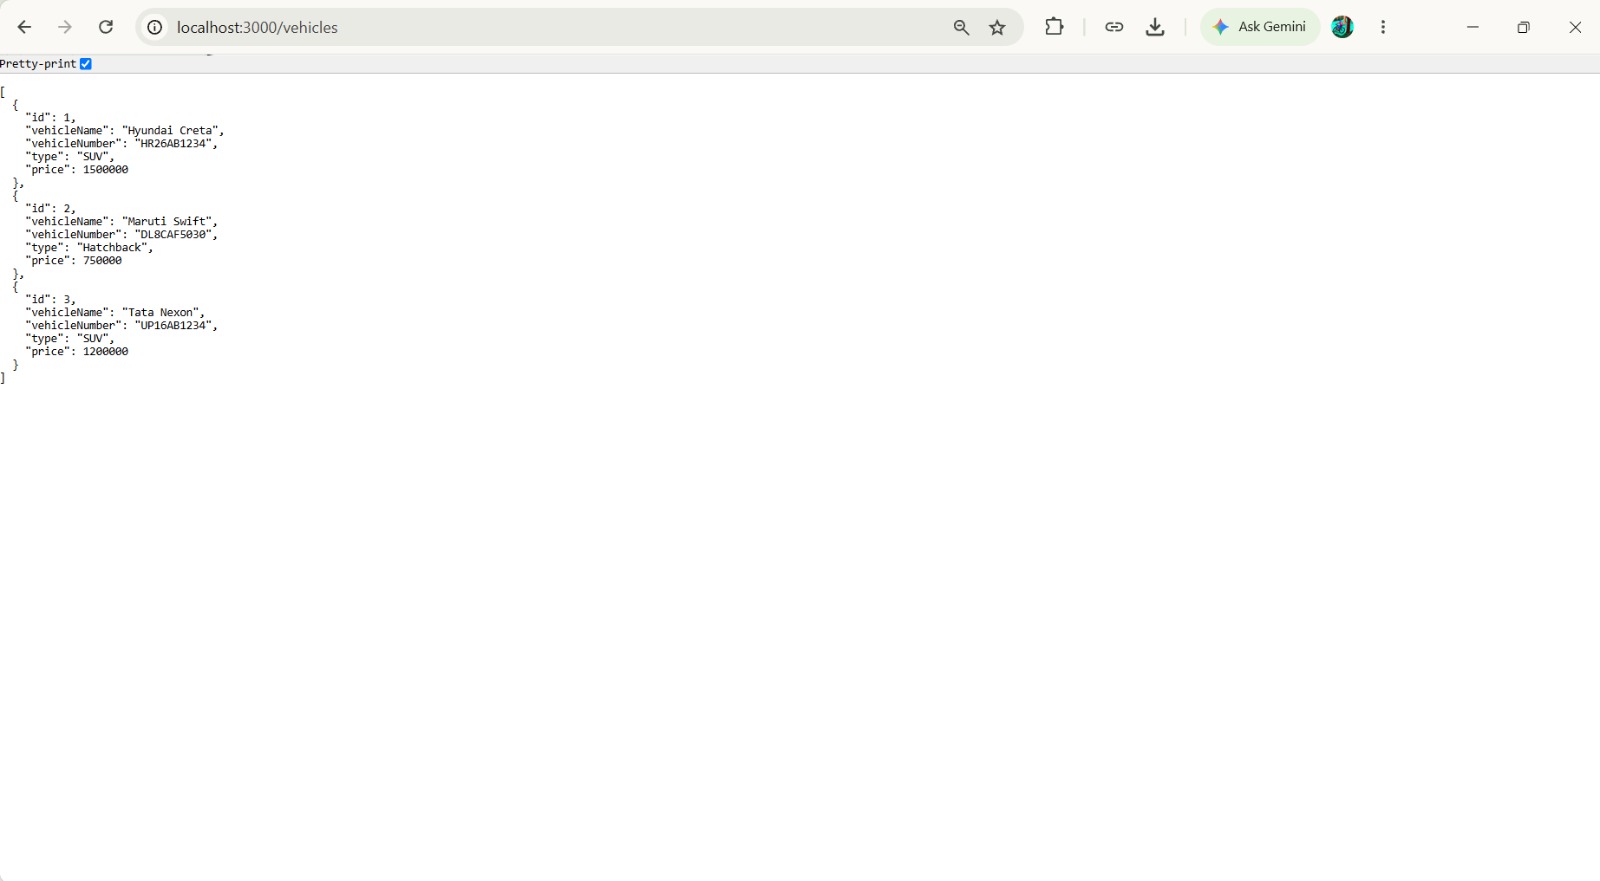 localhost:3000/vehicles
Ask Gemini
Pretty-print
[
  {
    "id": 1,
    "vehicleName": "Hyundai Creta",
    "vehicleNumber": "HR26AB1234",
    "type": "SUV",
    "price": 1500000
  },
  {
    "id": 2,
    "vehicleName": "Maruti Swift",
    "vehicleNumber": "DL8CAF5030",
    "type": "Hatchback",
    "price": 750000
  },
  {
    "id": 3,
    "vehicleName": "Tata Nexon",
    "vehicleNumber": "UP16AB1234",
    "type": "SUV",
    "price": 1200000
  }
]